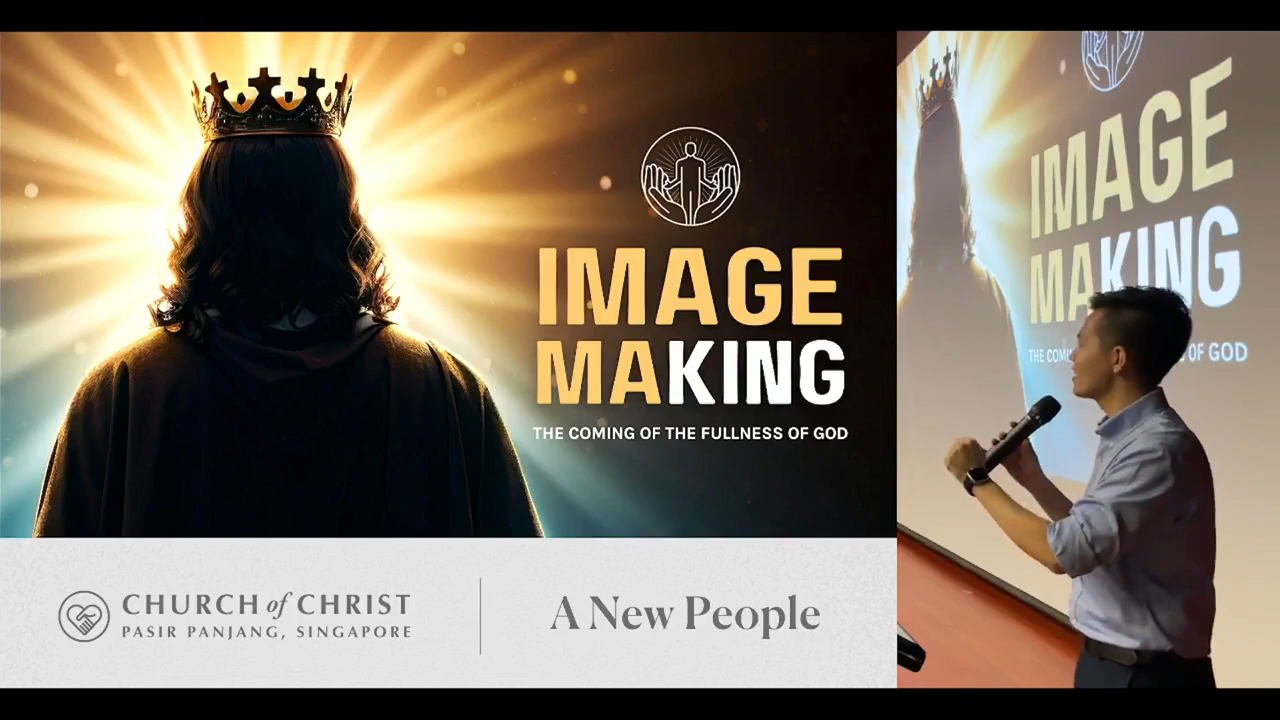 IMAGE
MAKING
THE COMING OF THE FULLNESS OF GOD
CHURCH of CHRIST
PASIR PANJANG, SINGAPORE
A New People
IMAGE
MAKING
THE COMIN OF GOD